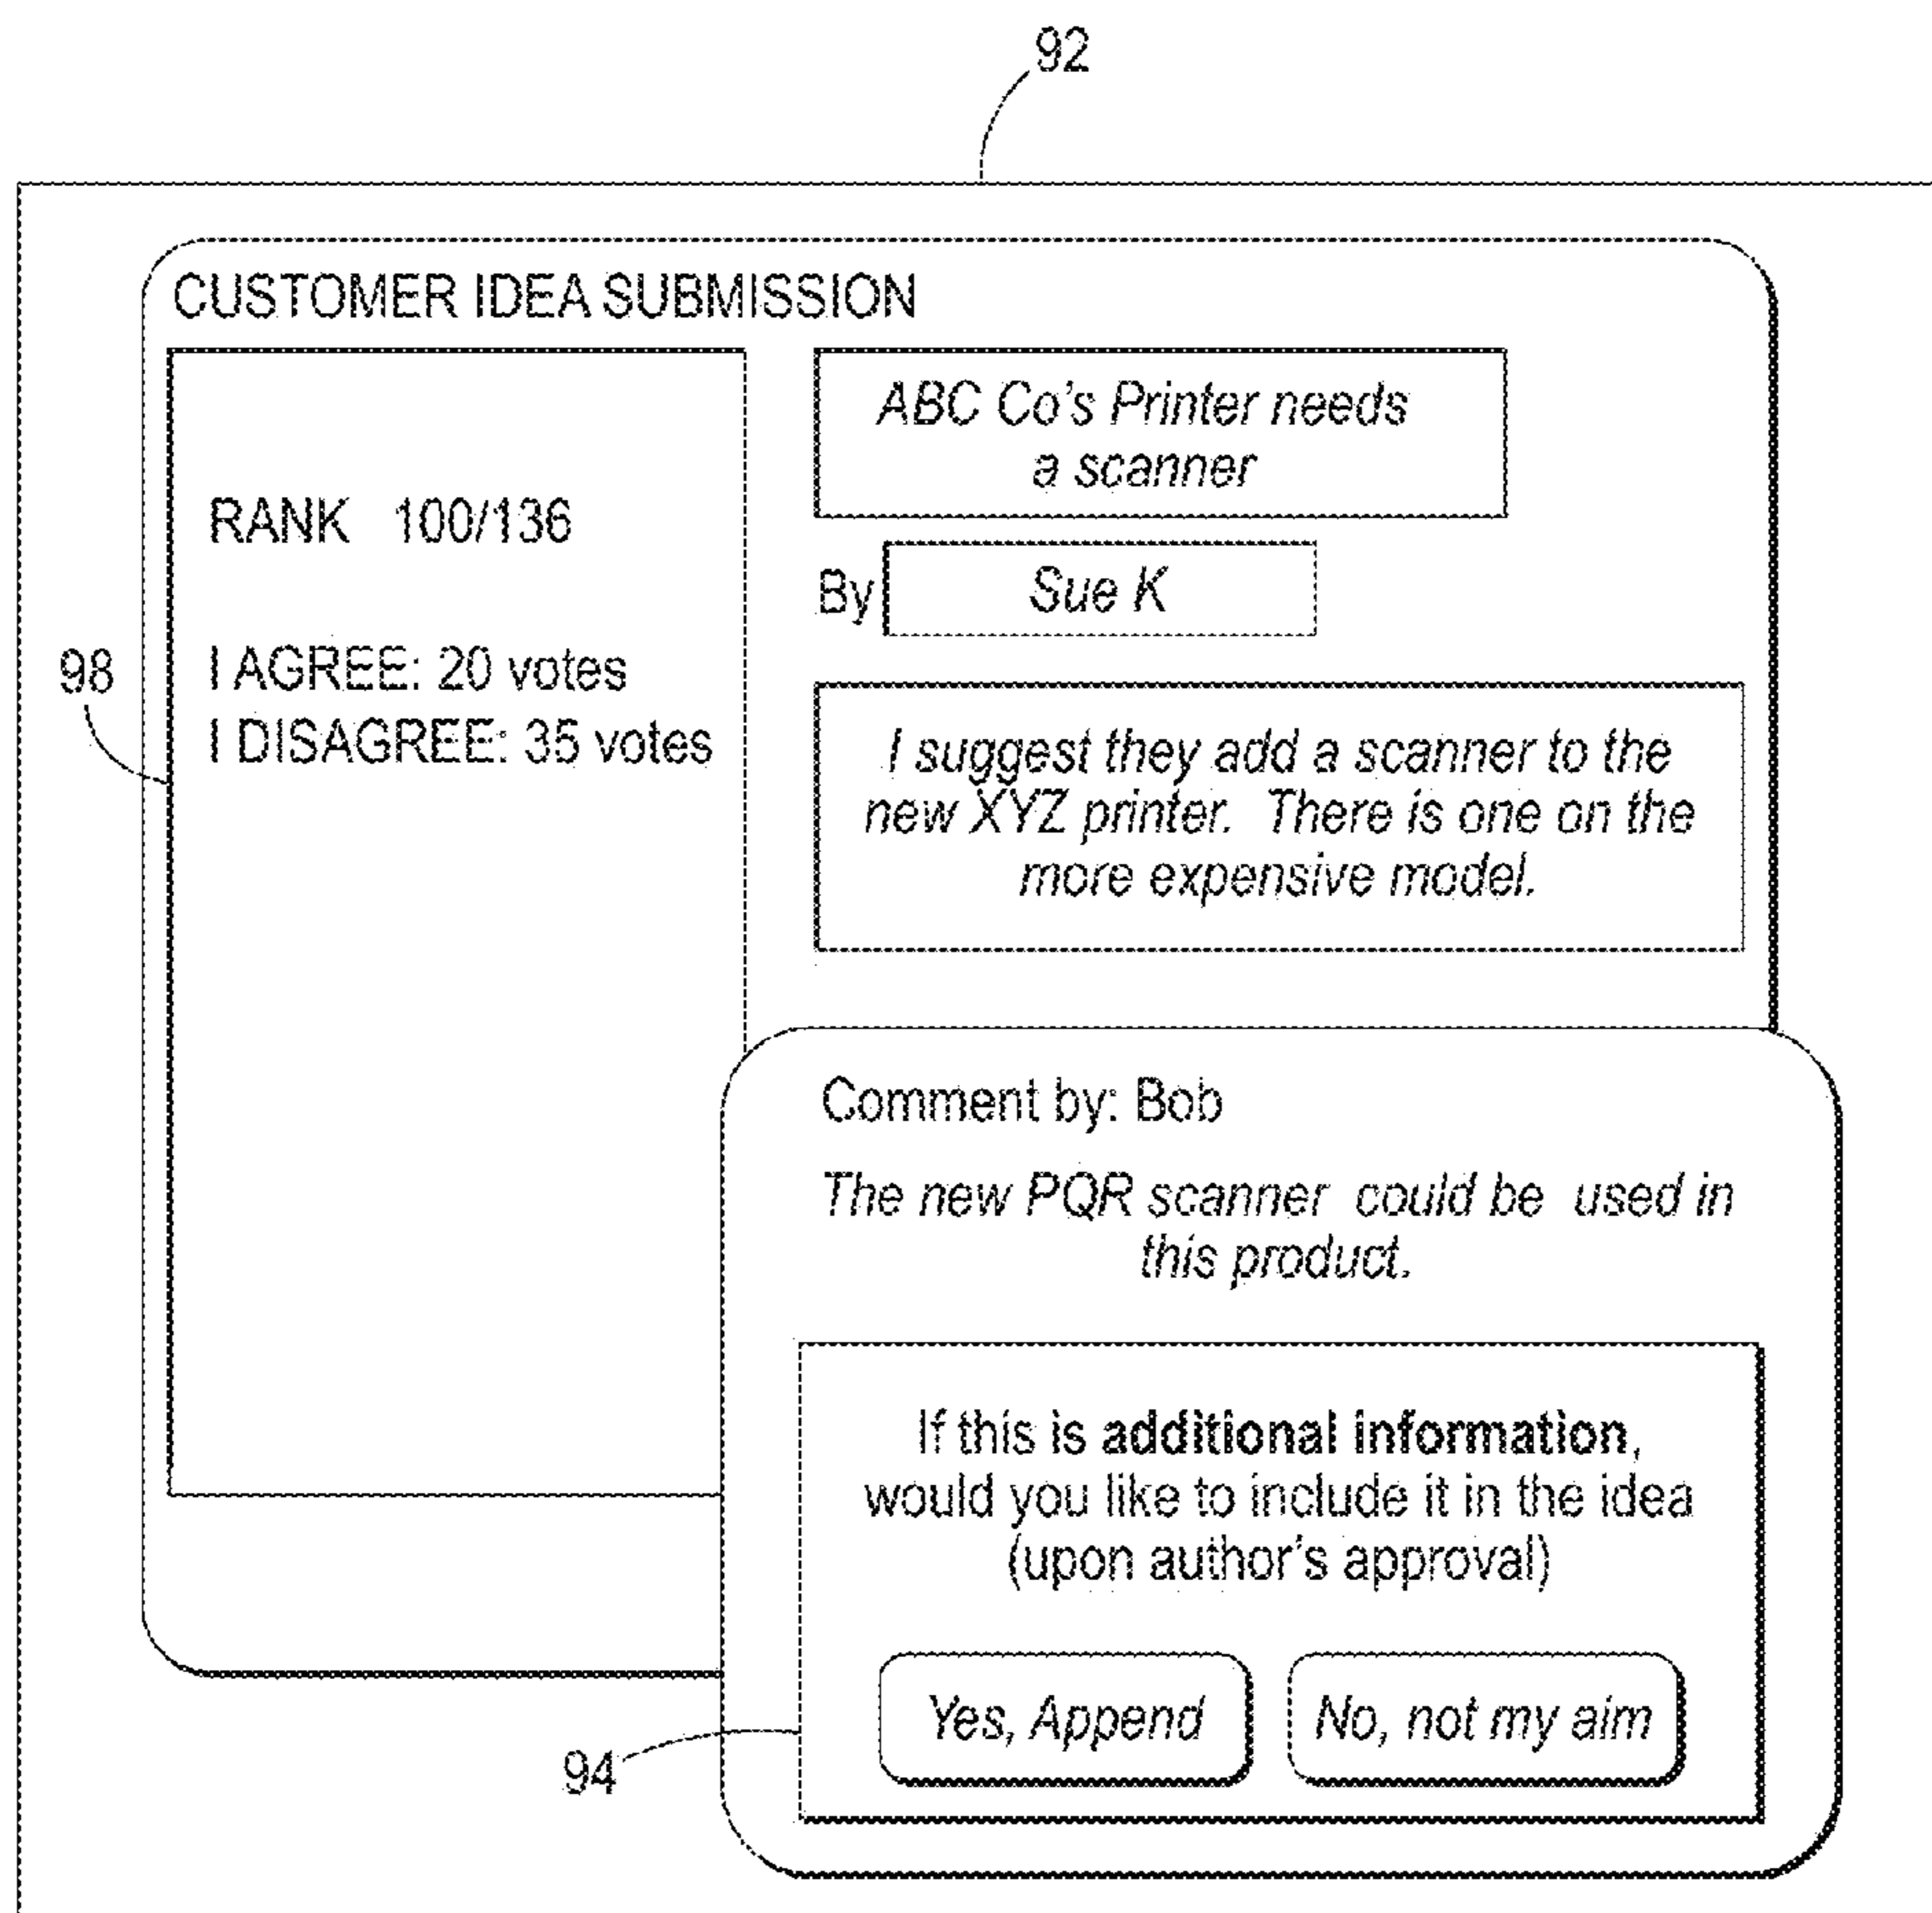 92
CUSTOMER IDEA SUBMISSION
RANK 100/136
I AGREE: 20 votes
I DISAGREE: 35 votes
98
ABC Co's Printer needs
a scanner
By Sue K
I suggest they add a scanner to the
new XYZ printer. There is one on the
more expensive model.
Comment by: Bob
The new PQR scanner could be used in
this product.
If this is additional information,
would you like to include it in the idea
(upon author's approval)
Yes, Append
No, not my aim
94